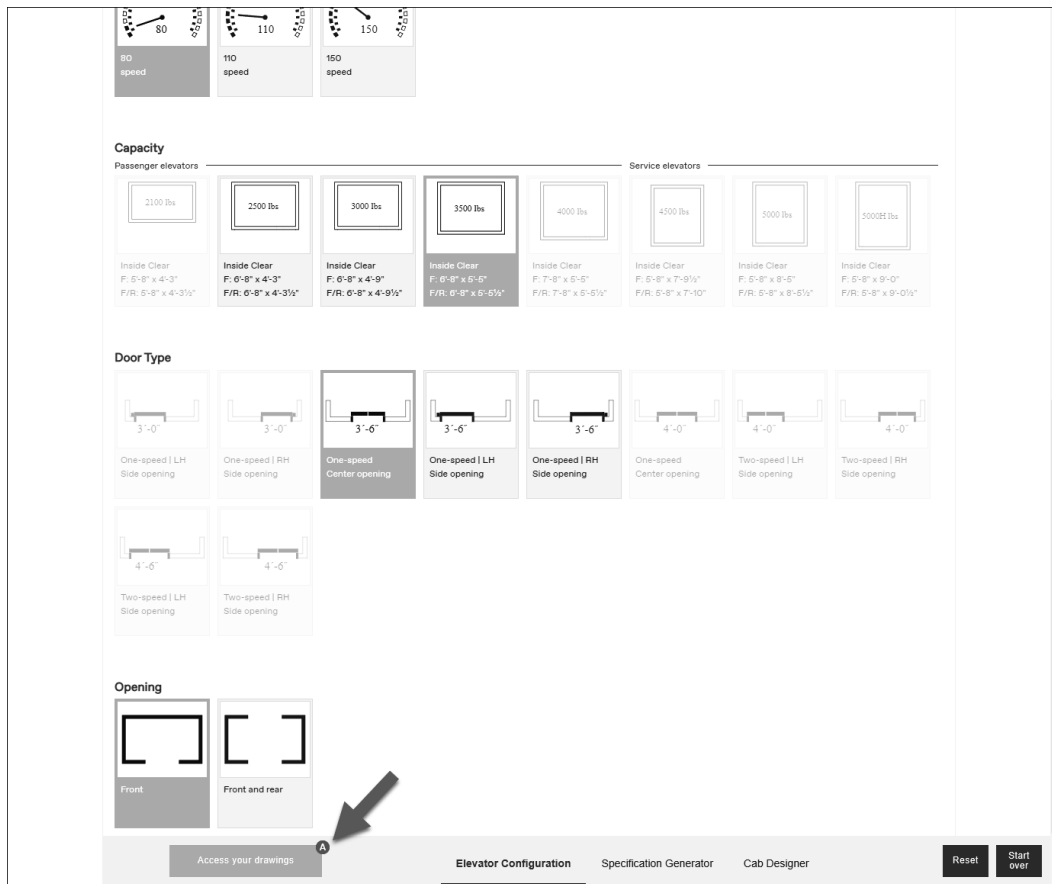 80
110
150
80
speed
110
speed
150
speed
Capacity
Passenger elevators
Service elevators
2100 lbs
2500 lbs
3000 lbs
3500 lbs
4000 lbs
4500 lbs
5000 lbs
5000H lbs
Inside Clear
F: 5'-8" x 4'-3"
F/R: 5'-8" x 4'-3½"
Inside Clear
F: 6'-8" x 4'-3"
F/R: 6'-8" x 4'-3½"
Inside Clear
F: 6'-8" x 4'-9"
F/R: 6'-8" x 4'-9½"
Inside Clear
F: 6'-8" x 5'-5"
F/R: 6'-8" x 5'-5½"
Inside Clear
F: 7'-8" x 5'-5"
F/R: 7'-8" x 5'-5½"
Inside Clear
F: 5'-8" x 7'-9½"
F/R: 5'-8" x 7'-10"
Inside Clear
F: 5'-8" x 8'-5"
F/R: 5'-8" x 8'-5½"
Inside Clear
F: 5'-8" x 9'-0"
F/R: 5'-8" x 9'-0½"
Door Type
3´-0˝
3´-0˝
3´-6˝
3´-6˝
3´-6˝
4´-0˝
4´-0˝
4´-0˝
One-speed | LH
Side opening
One-speed | RH
Side opening
One-speed
Center opening
One-speed | LH
Side opening
One-speed | RH
Side opening
One-speed
Center opening
Two-speed | LH
Side opening
Two-speed | RH
Side opening
4´-6˝
4´-6˝
Two-speed | LH
Side opening
Two-speed | RH
Side opening
Opening
Front
Front and rear
A
Access your drawings
Elevator Configuration
Specification Generator
Cab Designer
Reset
Start
over